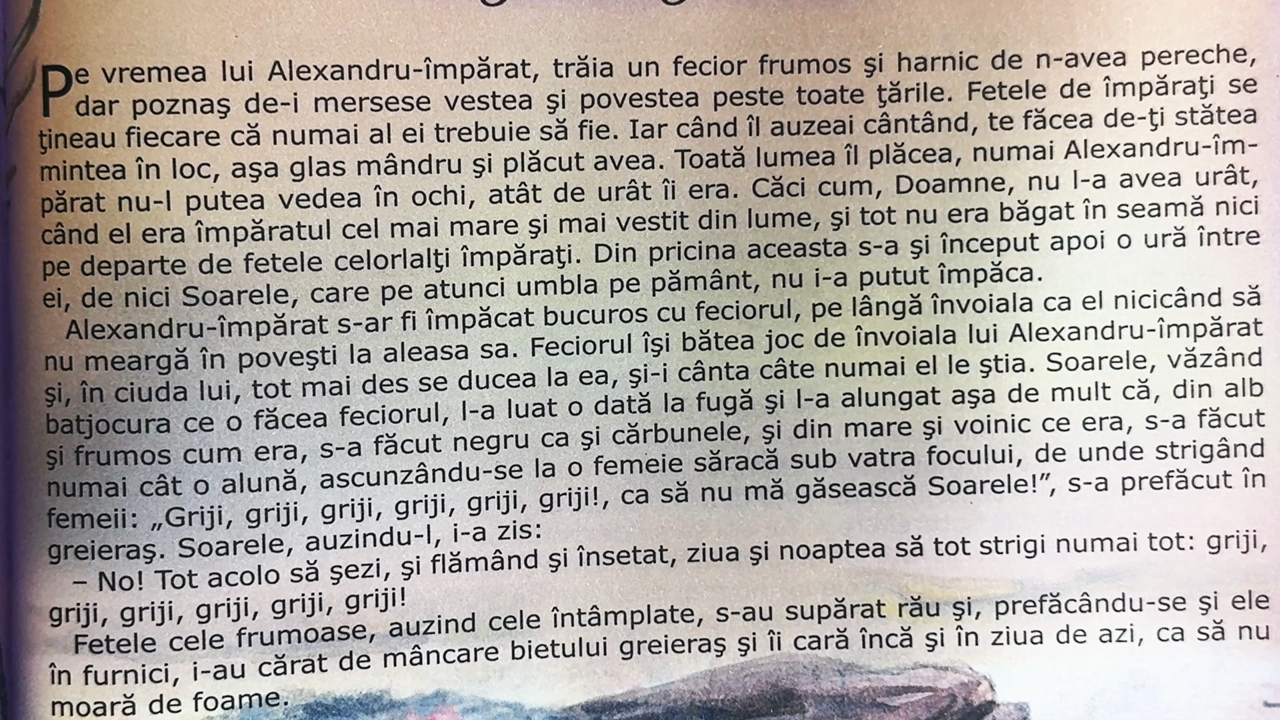 Pe vremea lui Alexandru-împărat, trăia un fecior frumos şi harnic de n-avea pereche,
dar poznaş de-i mersese vestea şi povestea peste toate ţările. Fetele de împăraţi se
ţineau fiecare că numai al ei trebuie să fie. Iar când îl auzeai cântând, te făcea de-ţi stătea
mintea în loc, aşa glas mândru şi plăcut avea. Toată lumea îl plăcea, numai Alexandru-îm-
părat nu-l putea vedea în ochi, atât de urât îi era. Căci cum, Doamne, nu l-a avea urât,
când el era împăratul cel mai mare şi mai vestit din lume, şi tot nu era băgat în seamă nici
pe departe de fetele celorlalţi împăraţi. Din pricina aceasta s-a şi început apoi o ură între
ei, de nici Soarele, care pe atunci umbla pe pământ, nu i-a putut împăca.
Alexandru-împărat s-ar fi împăcat bucuros cu feciorul, pe lângă învoiala ca el nicicând să
nu meargă în poveşti la aleasa sa. Feciorul îşi bătea joc de învoiala lui Alexandru-împărat
şi, în ciuda lui, tot mai des se ducea la ea, şi-i cânta câte numai el le ştia. Soarele, văzând
batjocura ce o făcea feciorul, l-a luat o dată la fugă şi l-a alungat aşa de mult că, din alb
şi frumos cum era, s-a făcut negru ca şi cărbunele, şi din mare şi voinic ce era, s-a făcut
numai cât o alună, ascunzându-se la o femeie săracă sub vatra focului, de unde strigând
femeii: „Griji, griji, griji, griji, griji, griji!, ca să nu mă găsească Soarele!”, s-a prefăcut în
greieraş. Soarele, auzindu-l, i-a zis:
– No! Tot acolo să şezi, şi flămând şi însetat, ziua şi noaptea să tot strigi numai tot: griji,
griji, griji, griji, griji, griji!
Fetele cele frumoase, auzind cele întâmplate, s-au supărat rău şi, prefăcându-se şi ele
în furnici, i-au cărat de mâncare bietului greieraş şi îi cară încă şi în ziua de azi, ca să nu
moară de foame.